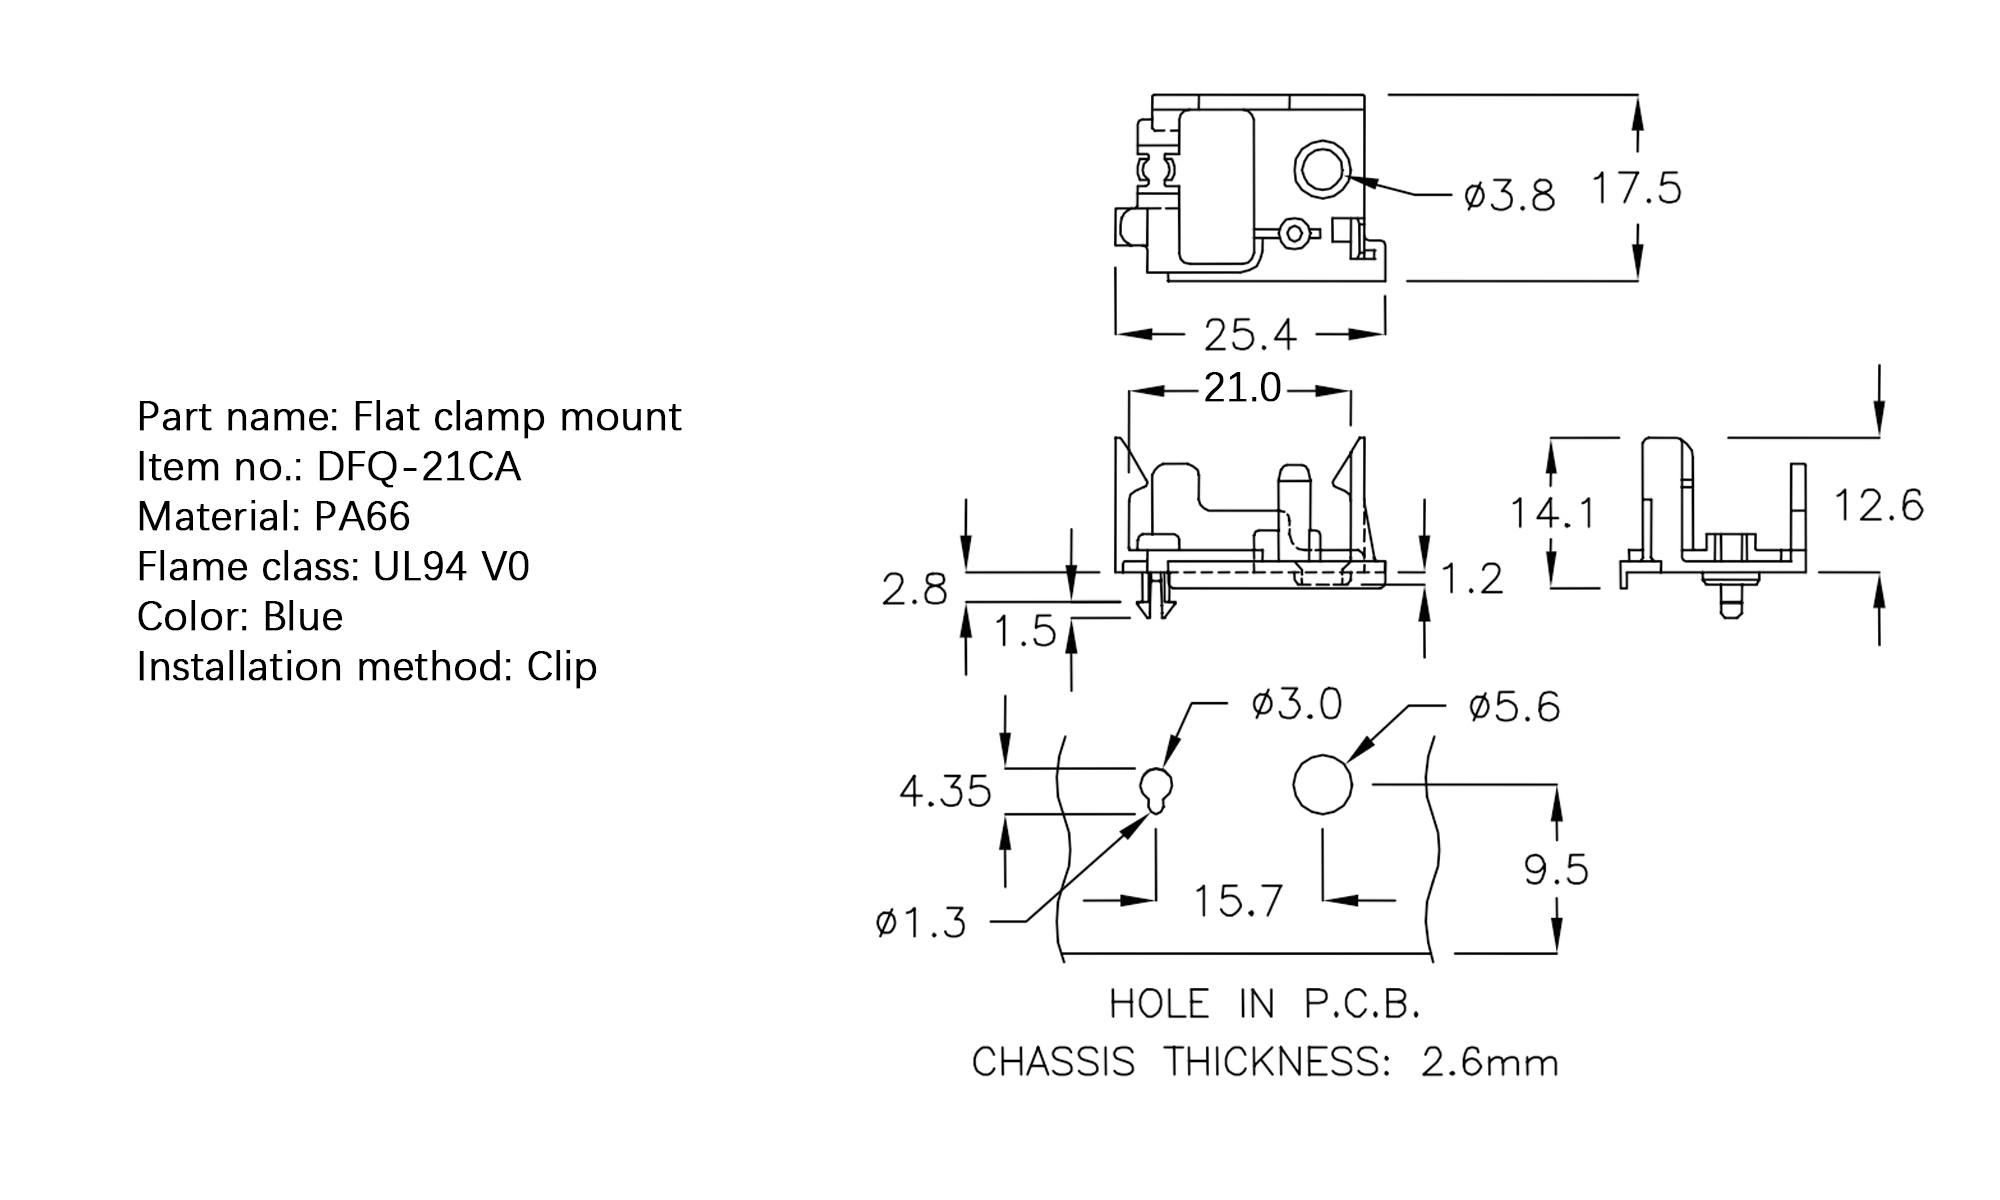 Part name: Flat clamp mount
Item no.: DFQ-21CA
Material: PA66
Flame class: UL94 V0
Color: Blue
Installation method: Clip
ø3.8
17.5
25.4
21.0
14.1
12.6
2.8
1.5
1.2
ø3.0
ø5.6
4.35
9.5
15.7
ø1.3
HOLE IN P.C.B.
CHASSIS THICKNESS: 2.6mm